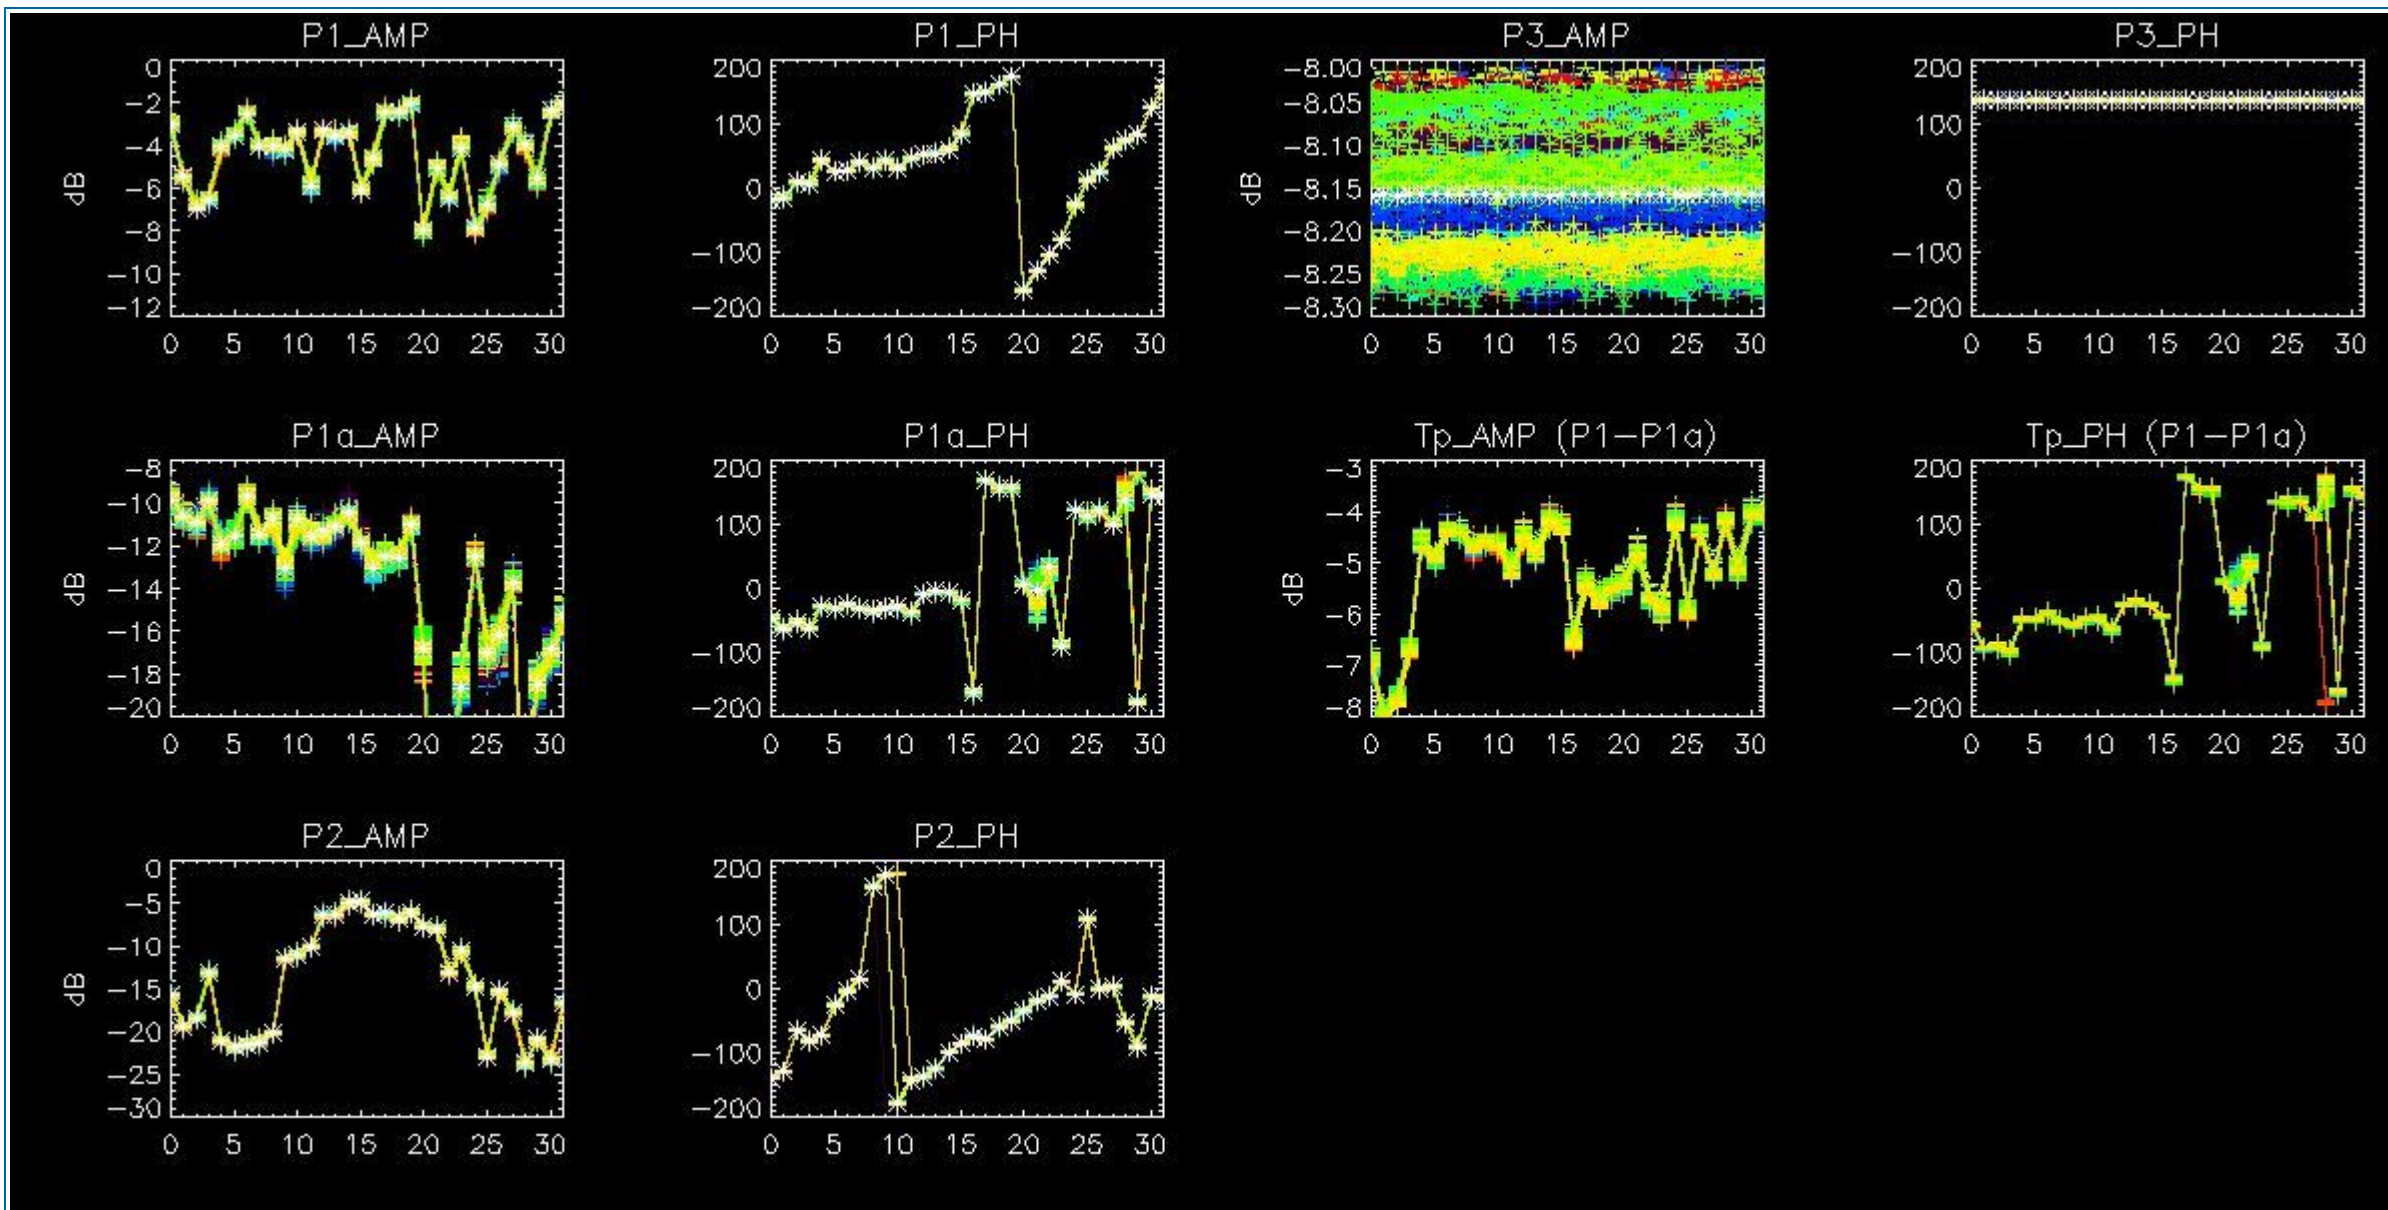 P1_AMP
0
−2
−4
−6
−8
−10
−12
dB
0 5 10 15 20 25 30
P1_PH
200
100
0
−100
−200
0 5 10 15 20 25 30
P3_AMP
−8.00
−8.05
−8.10
−8.15
−8.20
−8.25
−8.30
dB
0 5 10 15 20 25 30
P3_PH
200
100
0
−100
−200
0 5 10 15 20 25 30
P1a_AMP
−8
−10
−12
−14
−16
−18
−20
dB
0 5 10 15 20 25 30
P1a_PH
200
100
0
−100
−200
0 5 10 15 20 25 30
Tp_AMP (P1−P1a)
−3
−4
−5
−6
−7
−8
dB
0 5 10 15 20 25 30
Tp_PH (P1−P1a)
200
100
0
−100
−200
0 5 10 15 20 25 30
P2_AMP
0
−5
−10
−15
−20
−25
−30
dB
0 5 10 15 20 25 30
P2_PH
200
100
0
−100
−200
0 5 10 15 20 25 30